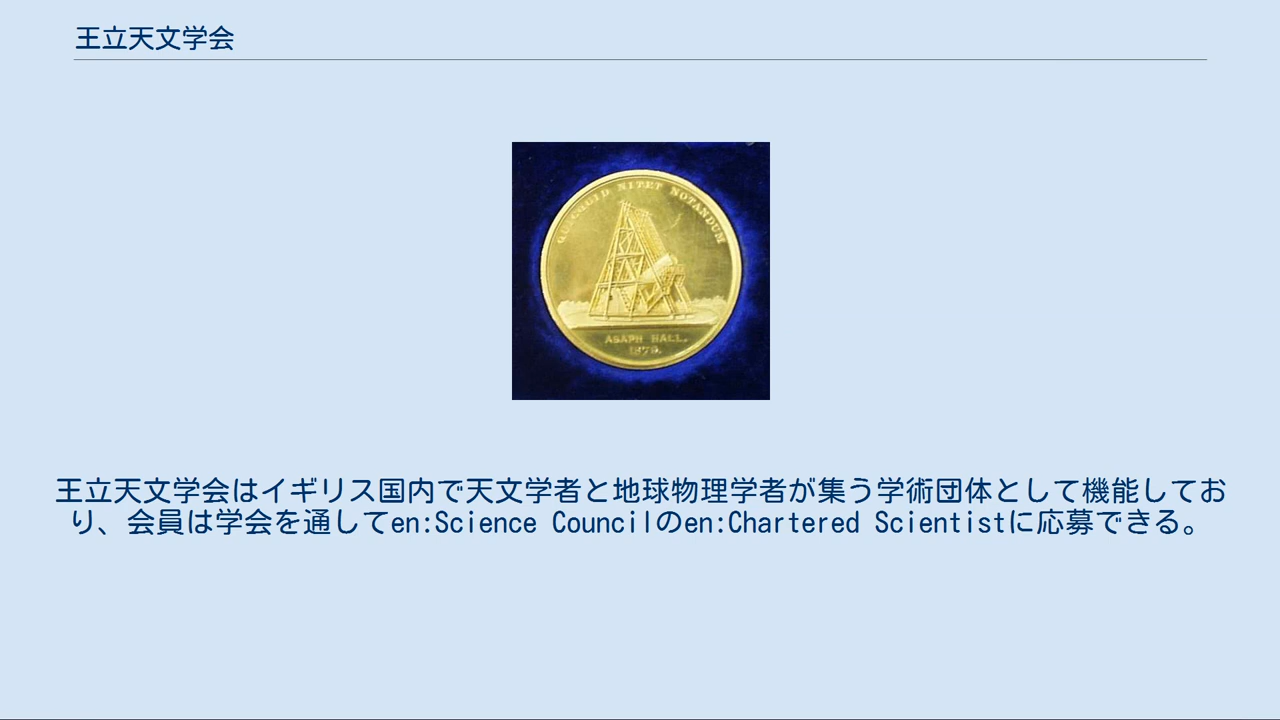 王立天文学会
QUICQUID NITET NOTANDUM
ASAPH HALL.
1879.
王立天文学会はイギリス国内で天文学者と地球物理学者が集う学術団体として機能してお
り、会員は学会を通してen:Science Councilのen:Chartered Scientistに応募できる。